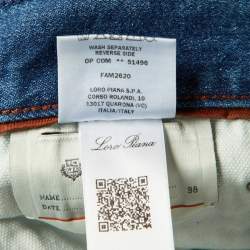 WASH SEPARATELY
REVERSE SIDE
OP COM ** 51490
FAM2620
LORO PIANA S.P.A.
CORSO ROLANDI, 10
13017 QUARONA (VC)
ITALIA/ITALY
Loro Piana
38
NAME